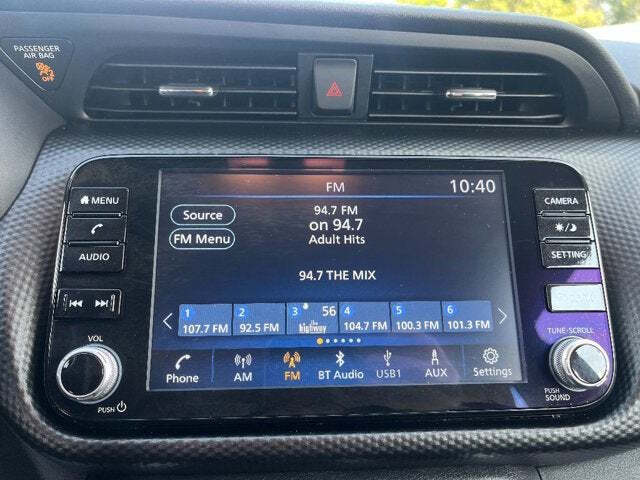 PASSENGER
AIR BAG
2
OFF
FM
10:40
MENU
CAMERA
AUDIO
SETTING
Source
FM Menu
94.7 FM
on 94.7
Adult Hits
94.7 THE MIX
1
107.7 FM
2
92.5 FM
3
56
the
highway
4
104.7 FM
5
100.3 FM
6
101.3 FM
Phone
AM
FM
BT Audio
USB1
AUX
Settings
VOL
PUSH
TUNE·SCROLL
PUSH
SOUND